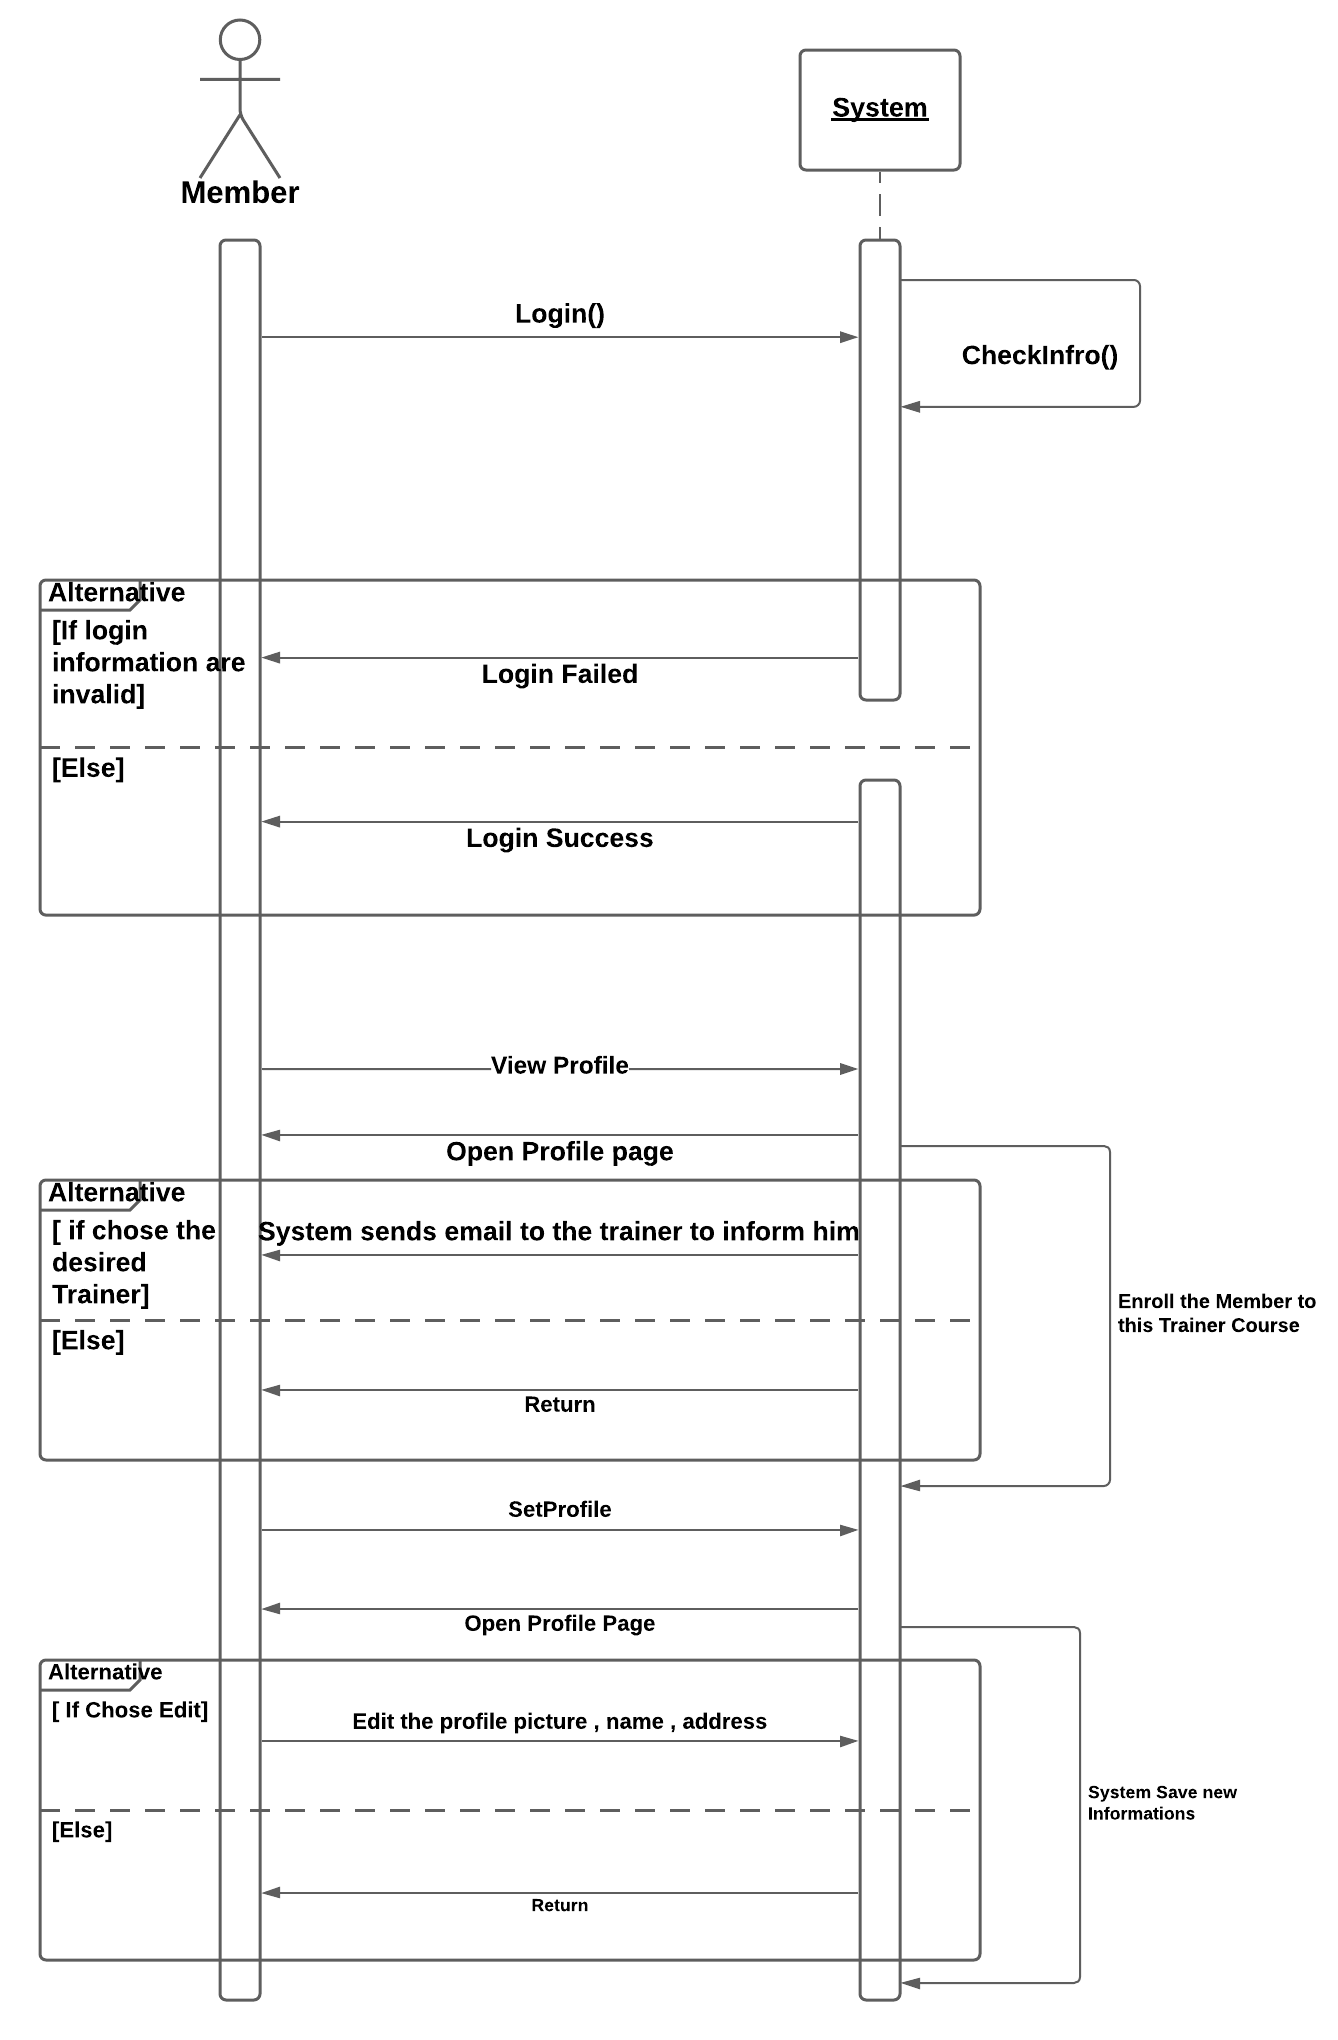 System
Member
Login()
CheckInfro()
Alternative
[If login
information are
invalid]
Login Failed
[Else]
Login Success
View Profile
Open Profile page
Alternative
[ if chose the
desired
Trainer]
System sends email to the trainer to inform him
Enroll the Member to
this Trainer Course
[Else]
Return
SetProfile
Open Profile Page
Alternative
[ If Chose Edit]
Edit the profile picture , name , address
System Save new
Informations
[Else]
Return